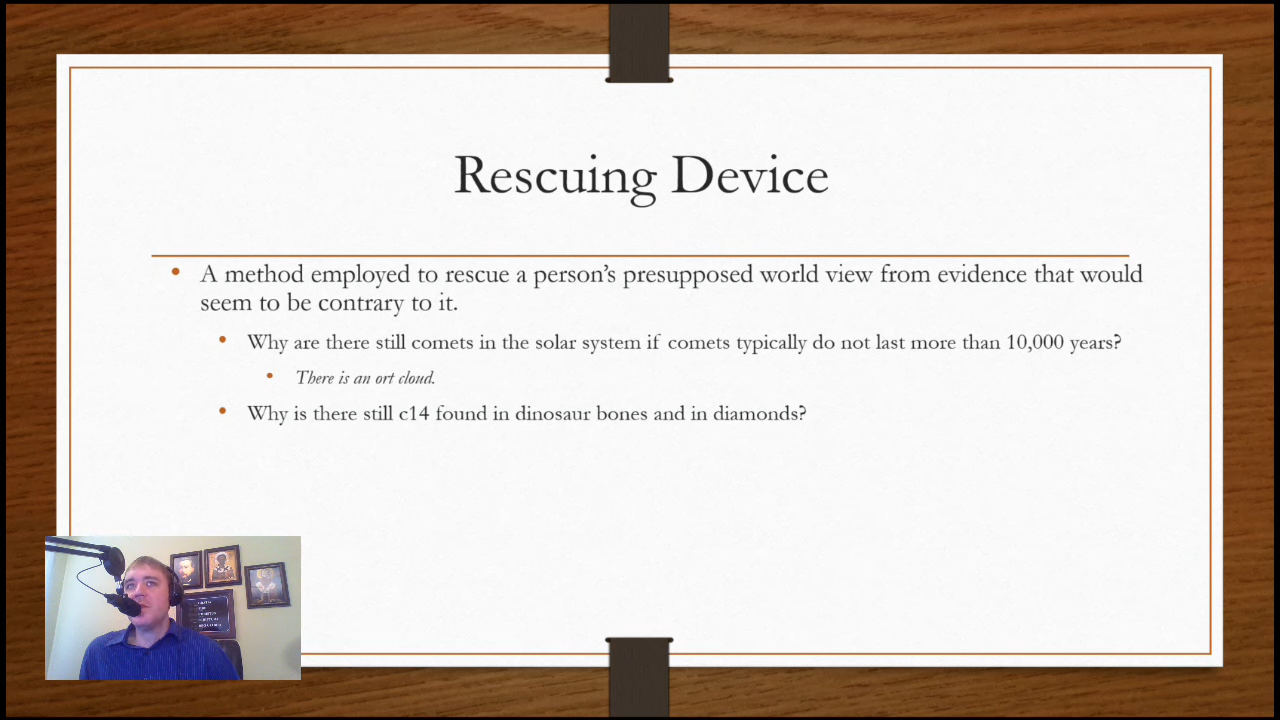 Rescuing Device
• A method employed to rescue a person’s presupposed world view from evidence that would
seem to be contrary to it.
• Why are there still comets in the solar system if comets typically do not last more than 10,000 years?
• There is an ort cloud.
• Why is there still c14 found in dinosaur bones and in diamonds?